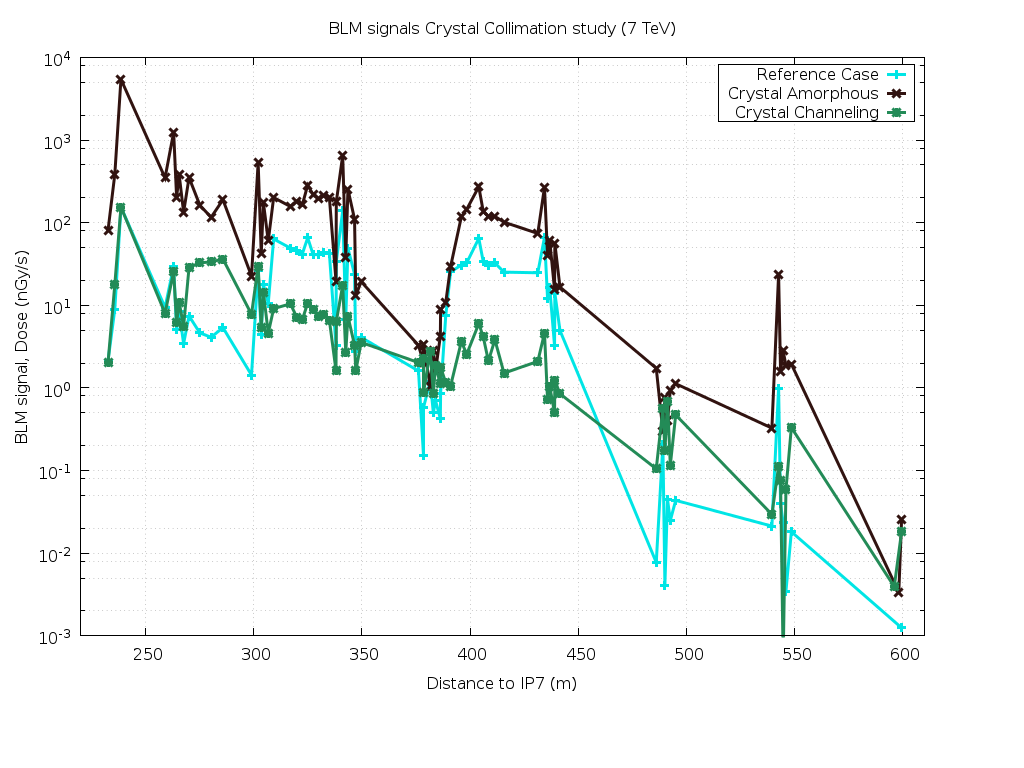 BLM signals Crystal Collimation study (7 TeV)
Reference Case
Crystal Amorphous
Crystal Channeling
BLM signal, Dose (nGy/s)
10^4
10^3
10^2
10^1
10^0
10^-1
10^-2
10^-3
250 300 350 400 450 500 550 600
Distance to IP7 (m)